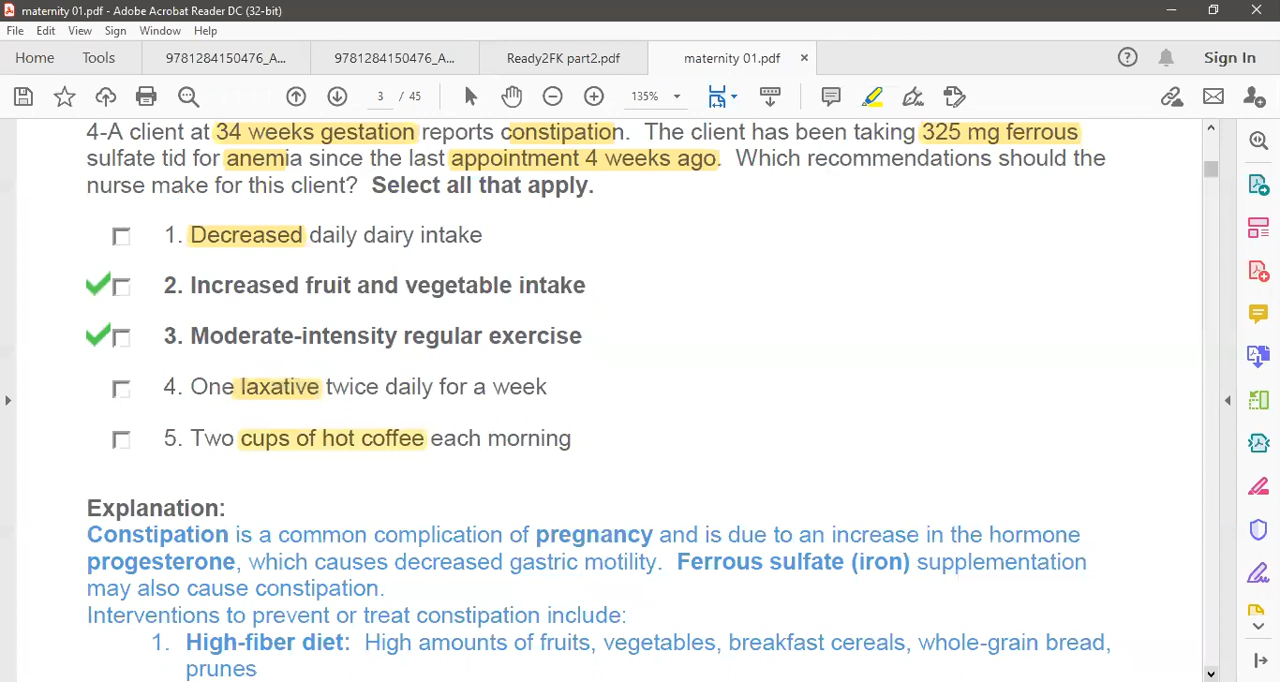 maternity 01.pdf - Adobe Acrobat Reader DC (32-bit)
File Edit View Sign Window Help
Home Tools 9781284150476_A... 9781284150476_A... Ready2FK part2.pdf maternity 01.pdf × Sign In
3 / 45 135%
4-A client at 34 weeks gestation reports constipation. The client has been taking 325 mg ferrous
sulfate tid for anemia since the last appointment 4 weeks ago. Which recommendations should the
nurse make for this client? Select all that apply.
1. Decreased daily dairy intake
2. Increased fruit and vegetable intake
3. Moderate-intensity regular exercise
4. One laxative twice daily for a week
5. Two cups of hot coffee each morning
Explanation:
Constipation is a common complication of pregnancy and is due to an increase in the hormone
progesterone, which causes decreased gastric motility. Ferrous sulfate (iron) supplementation
may also cause constipation.
Interventions to prevent or treat constipation include:
1. High-fiber diet: High amounts of fruits, vegetables, breakfast cereals, whole-grain bread,
prunes